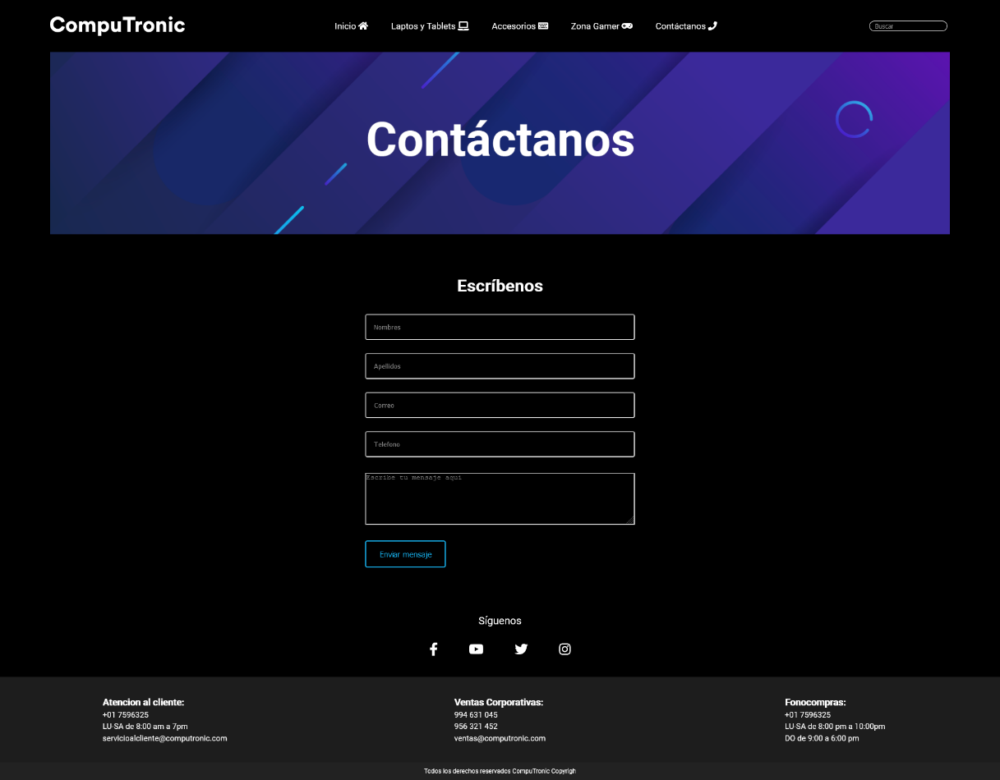 CompuTronic
Inicio
Laptos y Tablets
Accesorios
Zona Gamer
Contáctanos
Buscar
Contáctanos
Escríbenos
Nombres
Apellidos
Correo
Telefono
Escribe tu mensaje aqui
Enviar mensaje
Síguenos
Atencion al cliente:
+01 7596325
LU-SA de 8:00 am a 7pm
servicioalcliente@computronic.com
Ventas Corporativas:
994 631 045
956 321 452
ventas@computronic.com
Fonocompras:
+01 7596325
LU-SA de 8:00 pm a 10:00pm
DO de 9:00 a 6:00 pm
Todos los derechos reservados CompuTronic Copyrigh